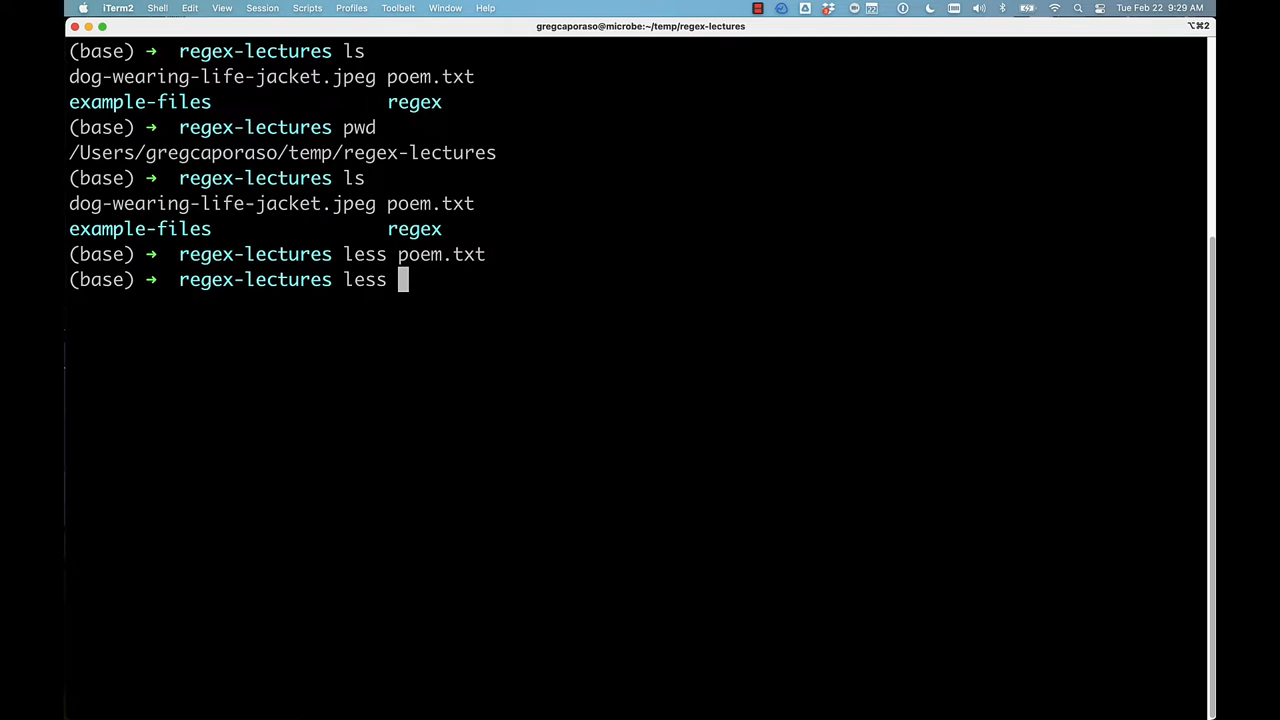 iTerm2 Shell Edit View Session Scripts Profiles Toolbelt Window Help Tue Feb 22 9:29 AM
gregcaporaso@microbe:~/temp/regex-lectures ⌥⌘2
(base) ➜ regex-lectures ls
dog-wearing-life-jacket.jpeg poem.txt
example-files regex
(base) ➜ regex-lectures pwd
/Users/gregcaporaso/temp/regex-lectures
(base) ➜ regex-lectures ls
dog-wearing-life-jacket.jpeg poem.txt
example-files regex
(base) ➜ regex-lectures less poem.txt
(base) ➜ regex-lectures less